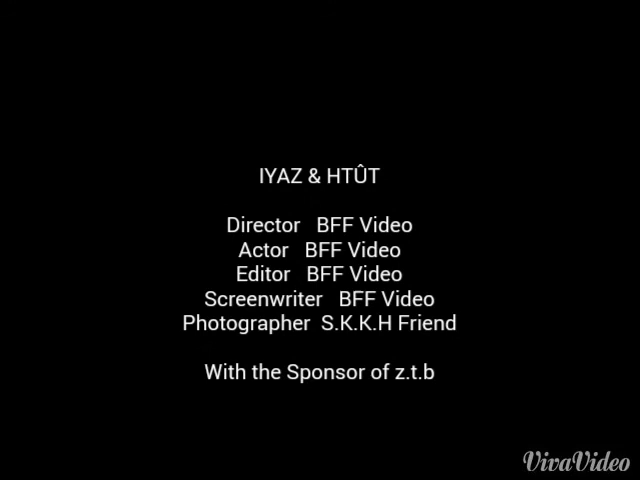 IYAZ & HTÛT
Director BFF Video
Actor BFF Video
Editor BFF Video
Screenwriter BFF Video
Photographer S.K.K.H Friend
With the Sponsor of z.t.b
VivaVideo